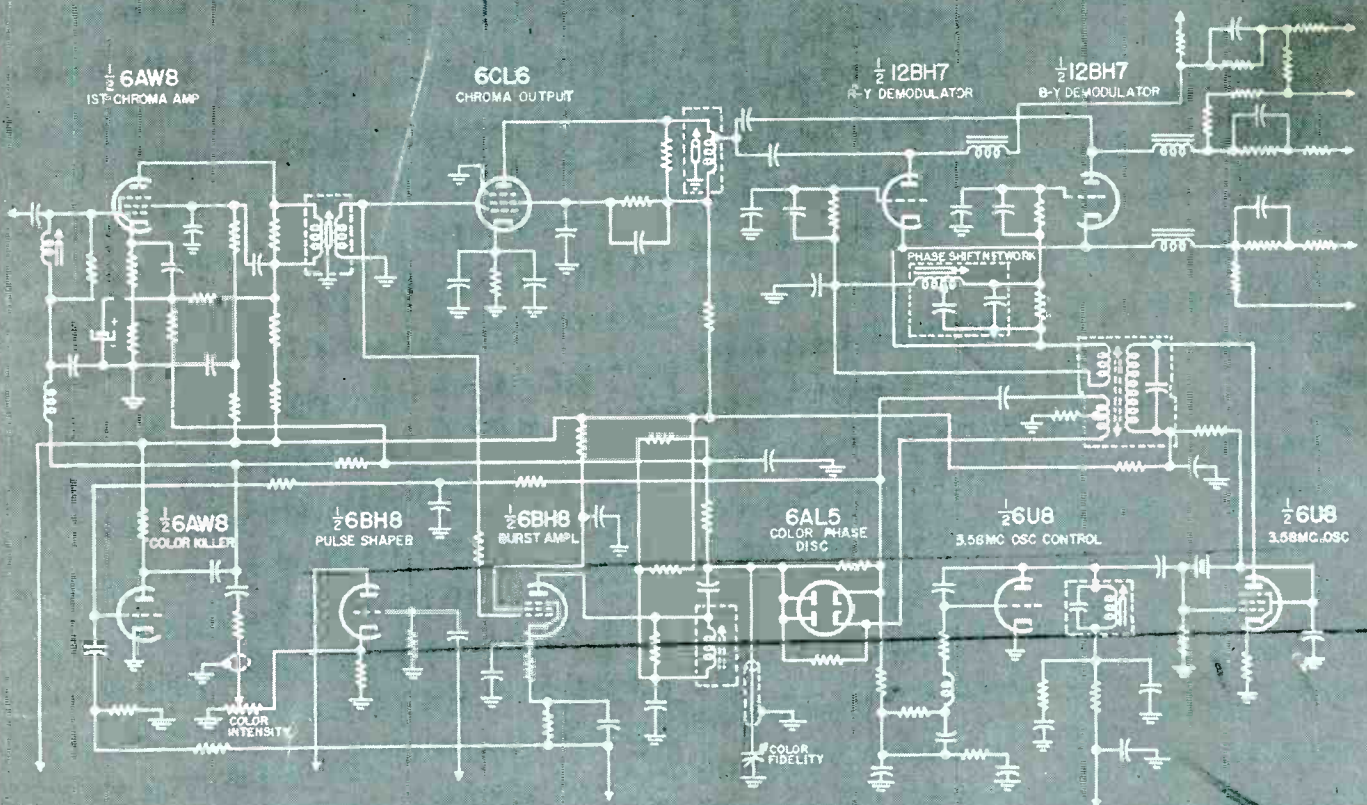 ½ 6AW8
1ST CHROMA AMP
6CL6
CHROMA OUTPUT
½ 12BH7
R-Y DEMODULATOR
½ 12BH7
B-Y DEMODULATOR
PHASE SHIFT NETWORK
½ 6AW8
COLOR KILLER
½ 6BH8
PULSE SHAPER
½ 6BH8
BURST AMPL
6AL5
COLOR PHASE
DISC
½ 6U8
3.58MC OSC CONTROL
½ 6U8
3.58MC.OSC
COLOR
INTENSITY
COLOR
FIDELITY
+